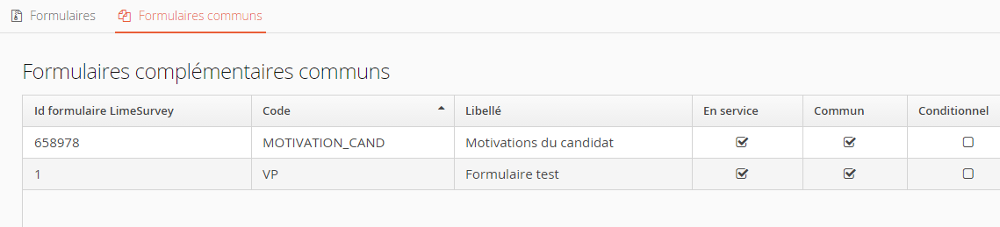 Formulaires Formulaires communs
Formulaires complémentaires communs
Id formulaire LimeSurvey Code Libellé En service Commun Conditionnel
658978 MOTIVATION_CAND Motivations du candidat
1 VP Formulaire test